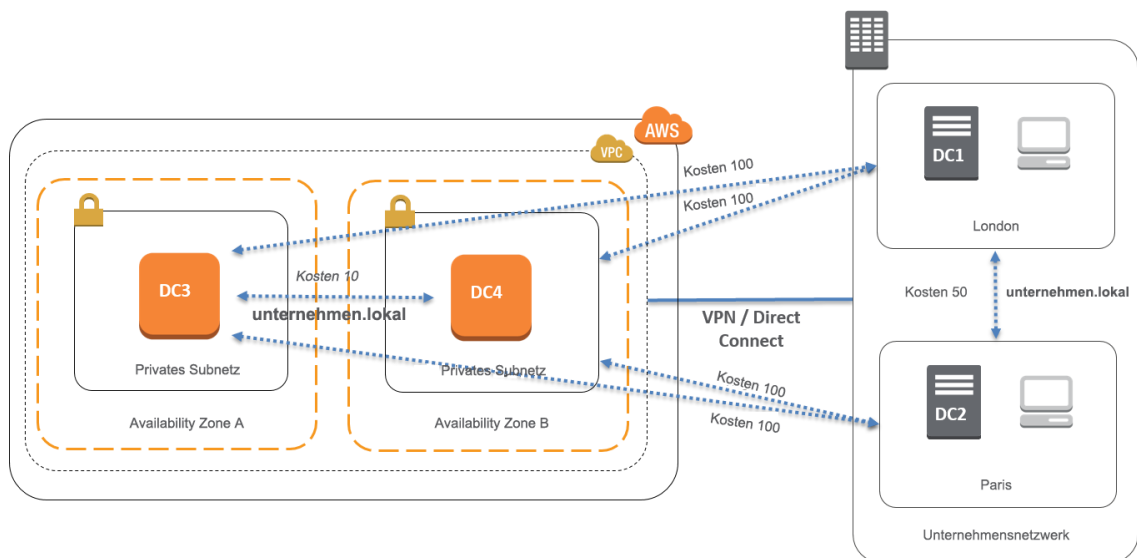 AWS
VPC
Kosten 100
Kosten 100
DC1
London
DC3
Kosten 10
DC4
unternehmen.lokal
Kosten 50
unternehmen.lokal
VPN / Direct
Connect
Privates Subnetz
Privates Subnetz
Kosten 100
Kosten 100
DC2
Availability Zone A
Availability Zone B
Paris
Unternehmensnetzwerk